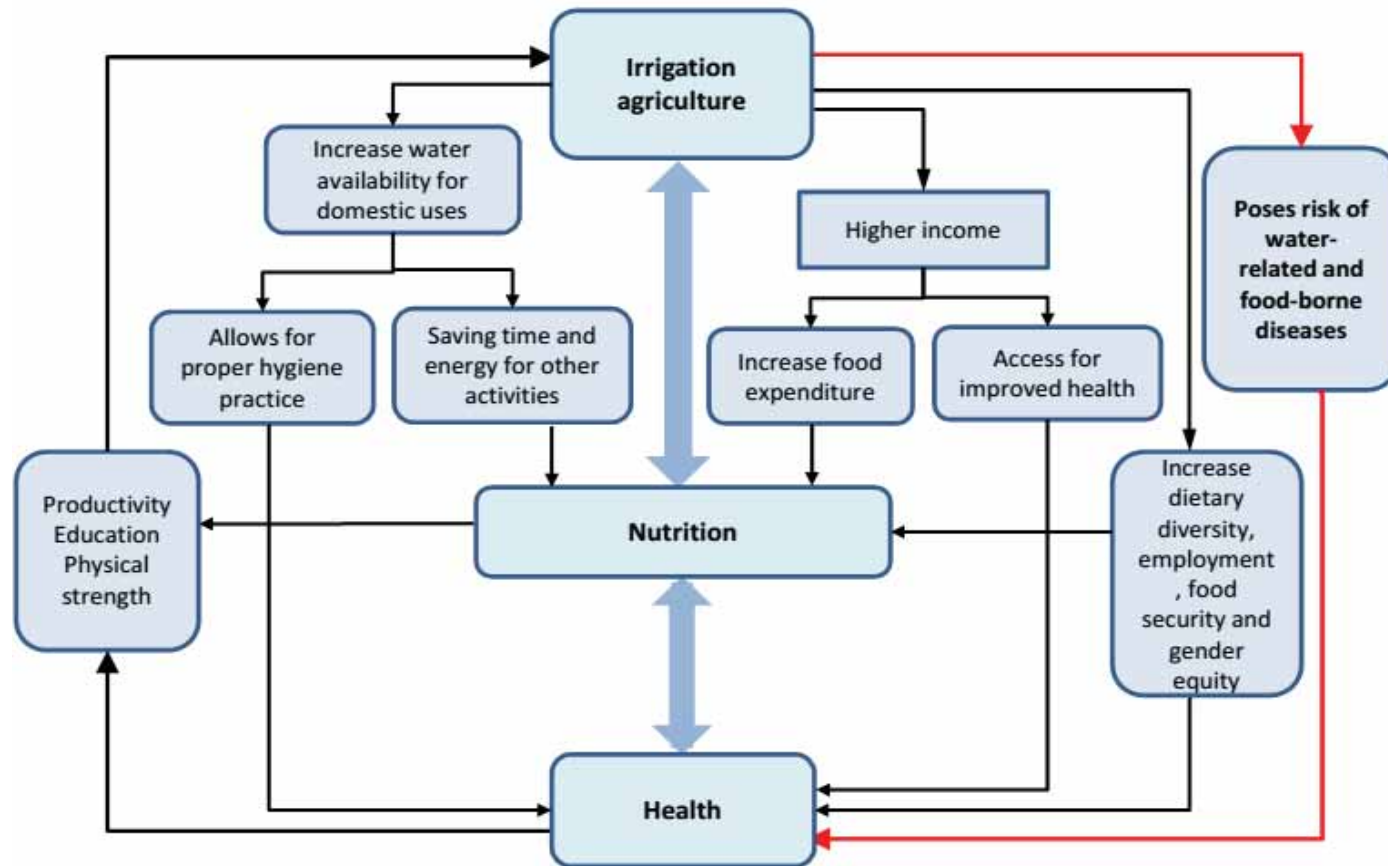 Irrigation
agriculture
Increase water
availability for
domestic uses
Higher income
Poses risk of
water-
related and
food-borne
diseases
Allows for
proper hygiene
practice
Saving time and
energy for other
activities
Increase food
expenditure
Access for
improved health
Productivity
Education
Physical
strength
Nutrition
Increase
dietary
diversity,
employment
, food
security and
gender
equity
Health